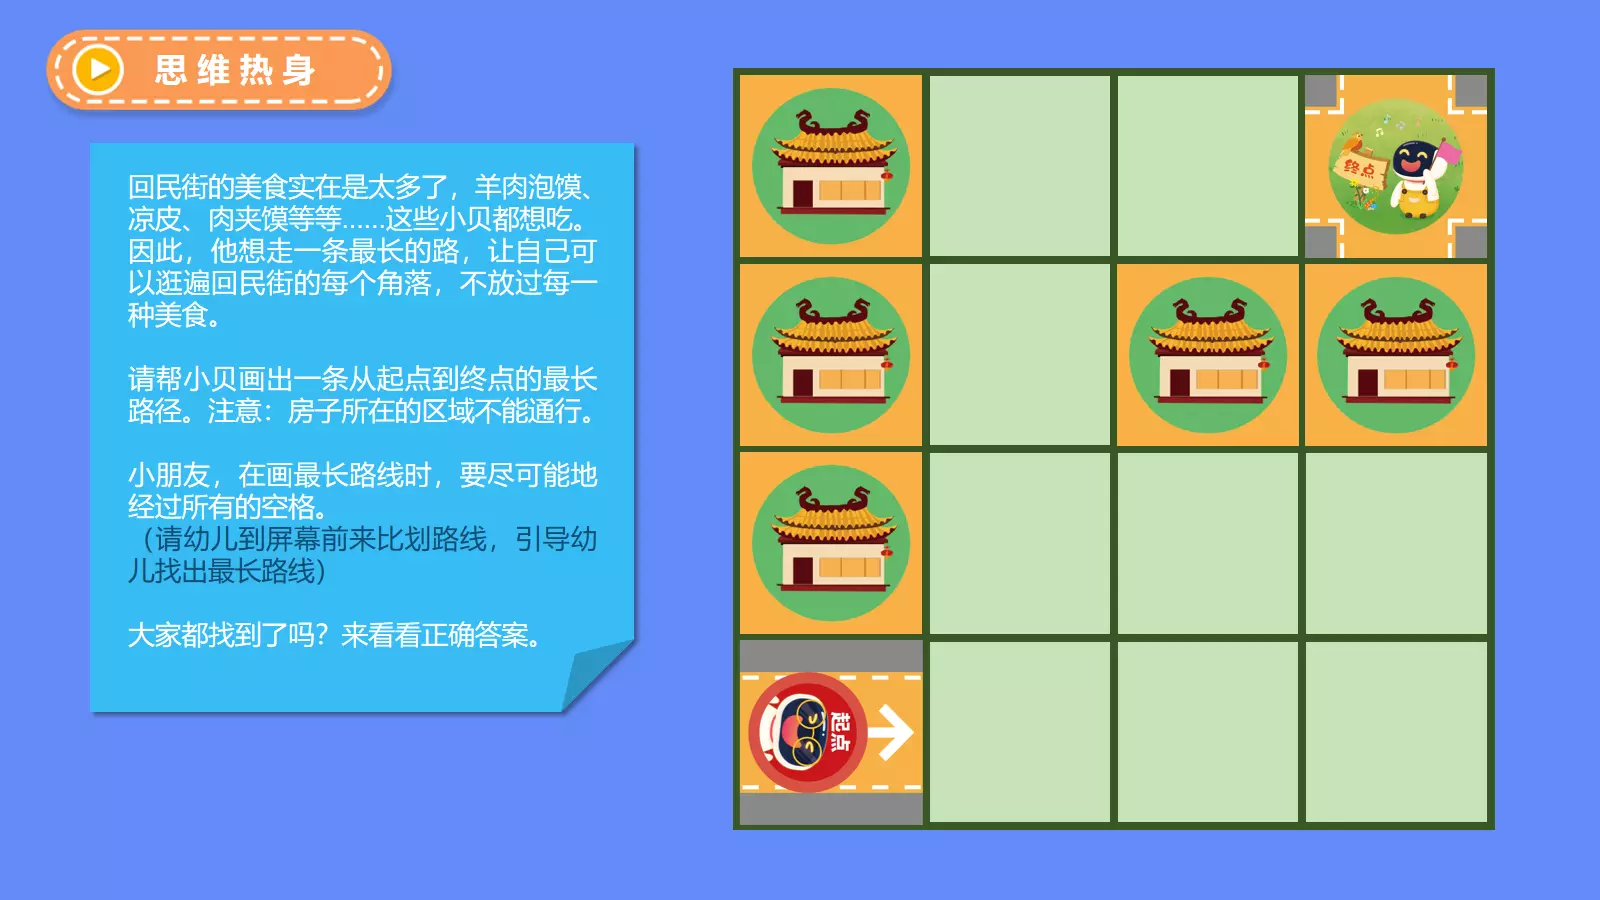 思维热身
回民街的美食实在是太多了，羊肉泡馍、
凉皮、肉夹馍等等……这些小贝都想吃。
因此，他想走一条最长的路，让自己可
以逛遍回民街的每个角落，不放过每一
种美食。
请帮小贝画出一条从起点到终点的最长
路径。注意：房子所在的区域不能通行。
小朋友，在画最长路线时，要尽可能地
经过所有的空格。
（请幼儿到屏幕前来比划路线，引导幼
儿找出最长路线）
大家都找到了吗？来看看正确答案。
终点
起点